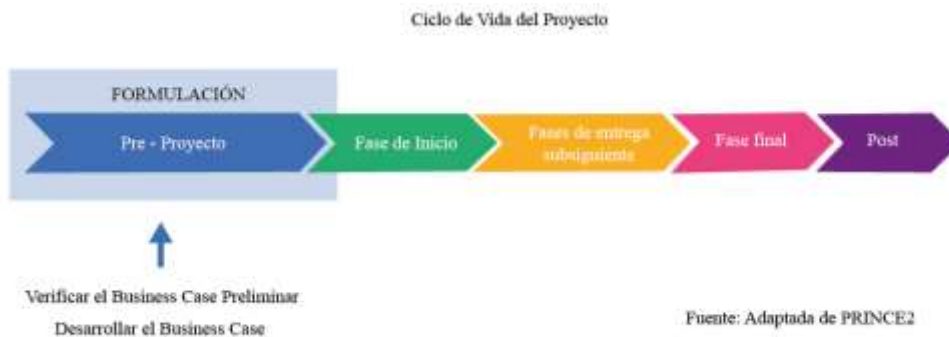 Ciclo de Vida del Proyecto
FORMULACIÓN
Pre - Proyecto
Fase de Inicio
Fases de entrega
subsiguiente
Fase final
Post
Verificar el Business Case Preliminar
Desarrollar el Business Case
Fuente: Adaptada de PRINCE2